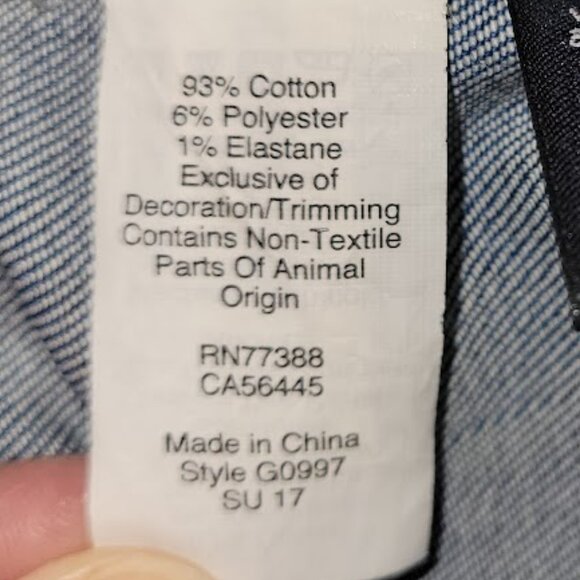 93% Cotton
6% Polyester
1% Elastane
Exclusive of
Decoration/Trimming
Contains Non-Textile
Parts Of Animal
Origin
RN77388
CA56445
Made in China
Style G0997
SU 17